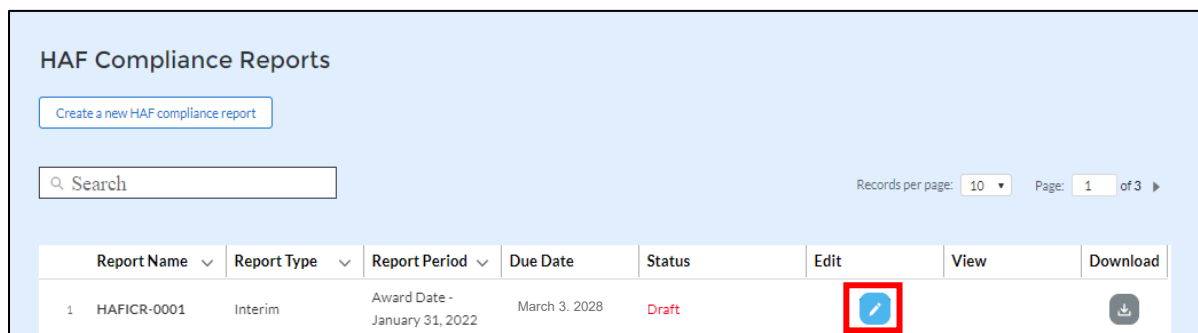 HAF Compliance Reports
Create a new HAF compliance report
Search
Records per page: 10 Page: 1 of 3
Report Name Report Type Report Period Due Date Status Edit View Download
1 HAFICR-0001 Interim Award Date - March 3. 2028 Draft
January 31, 2022